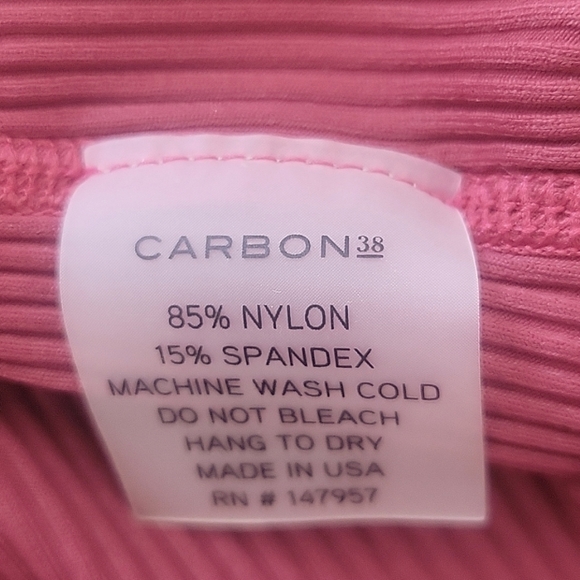 CARBON38
85% NYLON
15% SPANDEX
MACHINE WASH COLD
DO NOT BLEACH
HANG TO DRY
MADE IN USA
RN # 147957